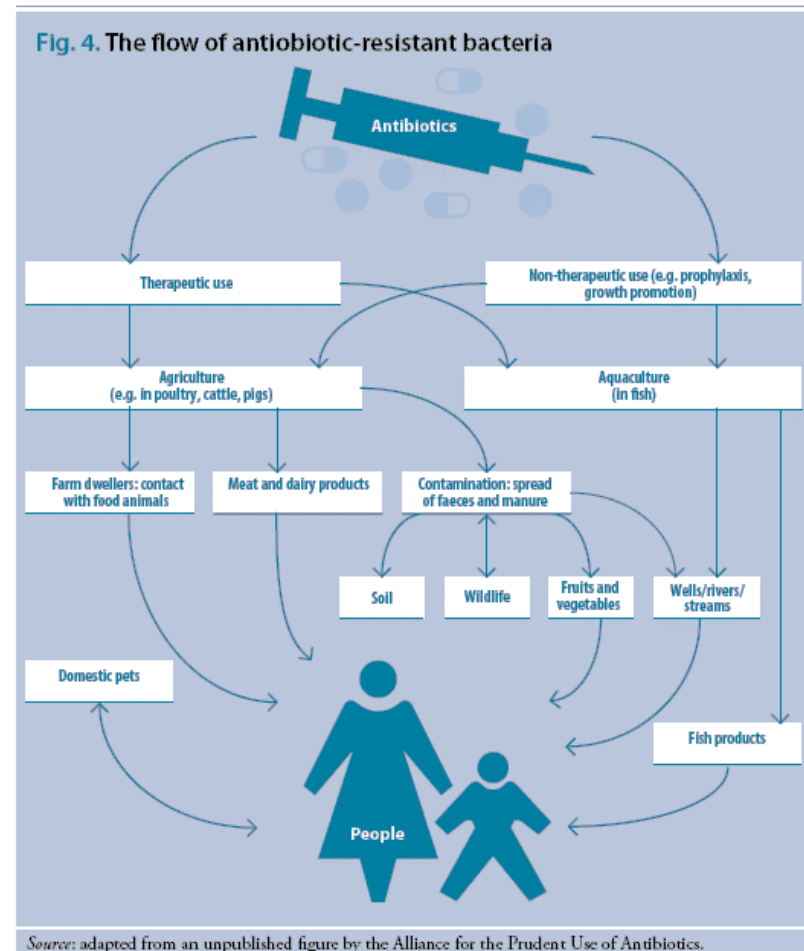 Fig. 4. The flow of antiobiotic-resistant bacteria
Antibiotics
Therapeutic use
Non-therapeutic use (e.g. prophylaxis,
growth promotion)
Agriculture
(e.g. in poultry, cattle, pigs)
Aquaculture
(in fish)
Farm dwellers: contact
with food animals
Meat and dairy products
Contamination: spread
of faeces and manure
Soil
Wildlife
Fruits and
vegetables
Wells/rivers/
streams
Domestic pets
Fish products
People
Source: adapted from an unpublished figure by the Alliance for the Prudent Use of Antibiotics.